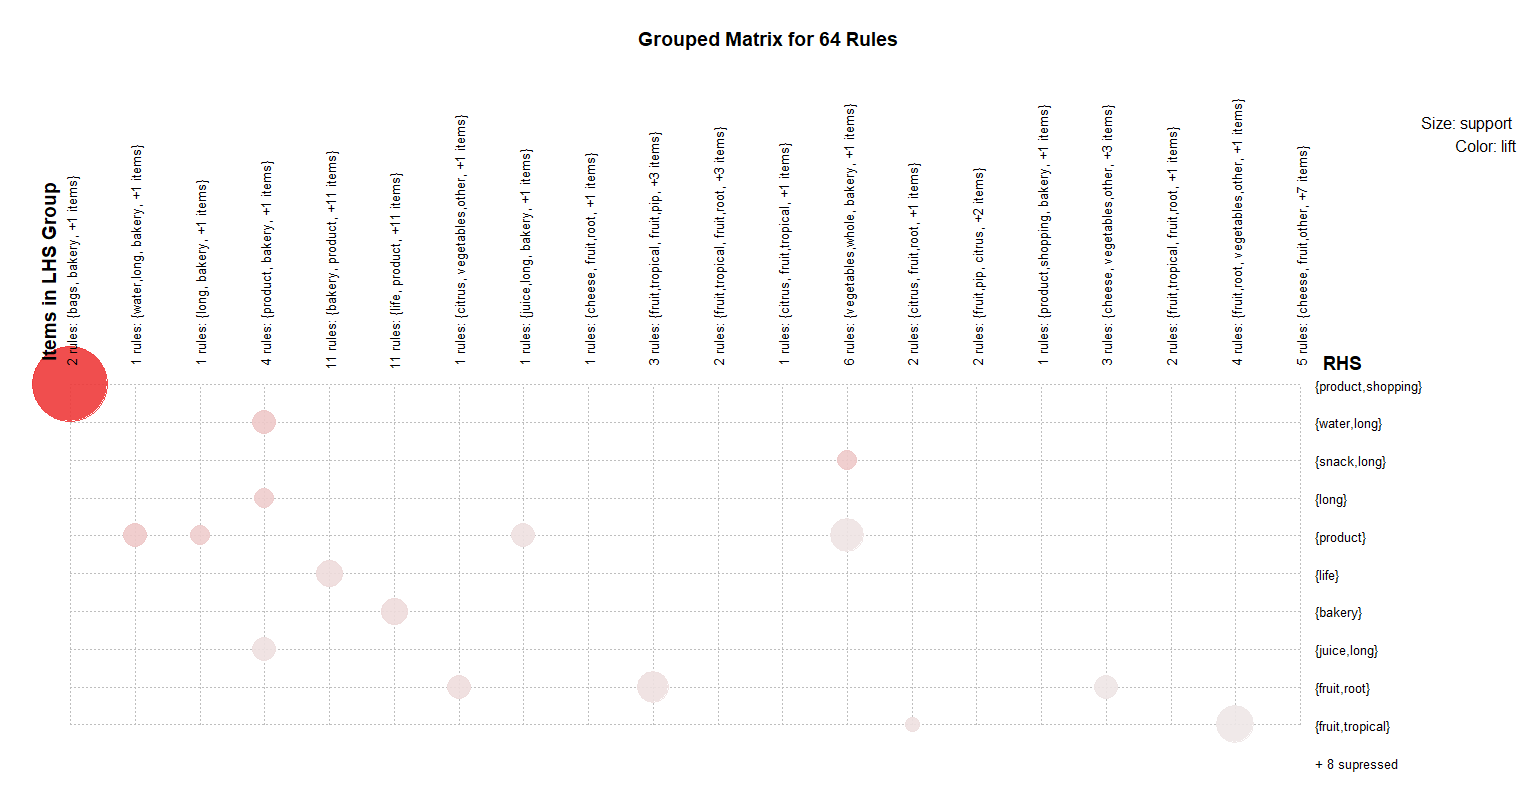 Grouped Matrix for 64 Rules
Size: support
Color: lift
Items in LHS Group
2 rules: {bags, bakery, +1 items}
1 rules: {water,long, bakery, +1 items}
1 rules: {long, bakery, +1 items}
4 rules: {product, bakery, +1 items}
11 rules: {bakery, product, +11 items}
11 rules: {life, product, +11 items}
1 rules: {citrus, vegetables,other, +1 items}
1 rules: {juice,long, bakery, +1 items}
1 rules: {cheese, fruit,root, +1 items}
3 rules: {fruit,tropical, fruit,pip, +3 items}
2 rules: {fruit,tropical, fruit,root, +3 items}
1 rules: {citrus, fruit,tropical, +1 items}
6 rules: {vegetables,whole, bakery, +1 items}
2 rules: {citrus, fruit,root, +1 items}
2 rules: {fruit,pip, citrus, +2 items}
1 rules: {product,shopping, bakery, +1 items}
3 rules: {cheese, vegetables,other, +3 items}
2 rules: {fruit,tropical, fruit,root, +1 items}
4 rules: {fruit,root, vegetables,other, +1 items}
5 rules: {cheese, fruit,other, +7 items}
RHS
{product,shopping}
{water,long}
{snack,long}
{long}
{product}
{life}
{bakery}
{juice,long}
{fruit,root}
{fruit,tropical}
+ 8 supressed